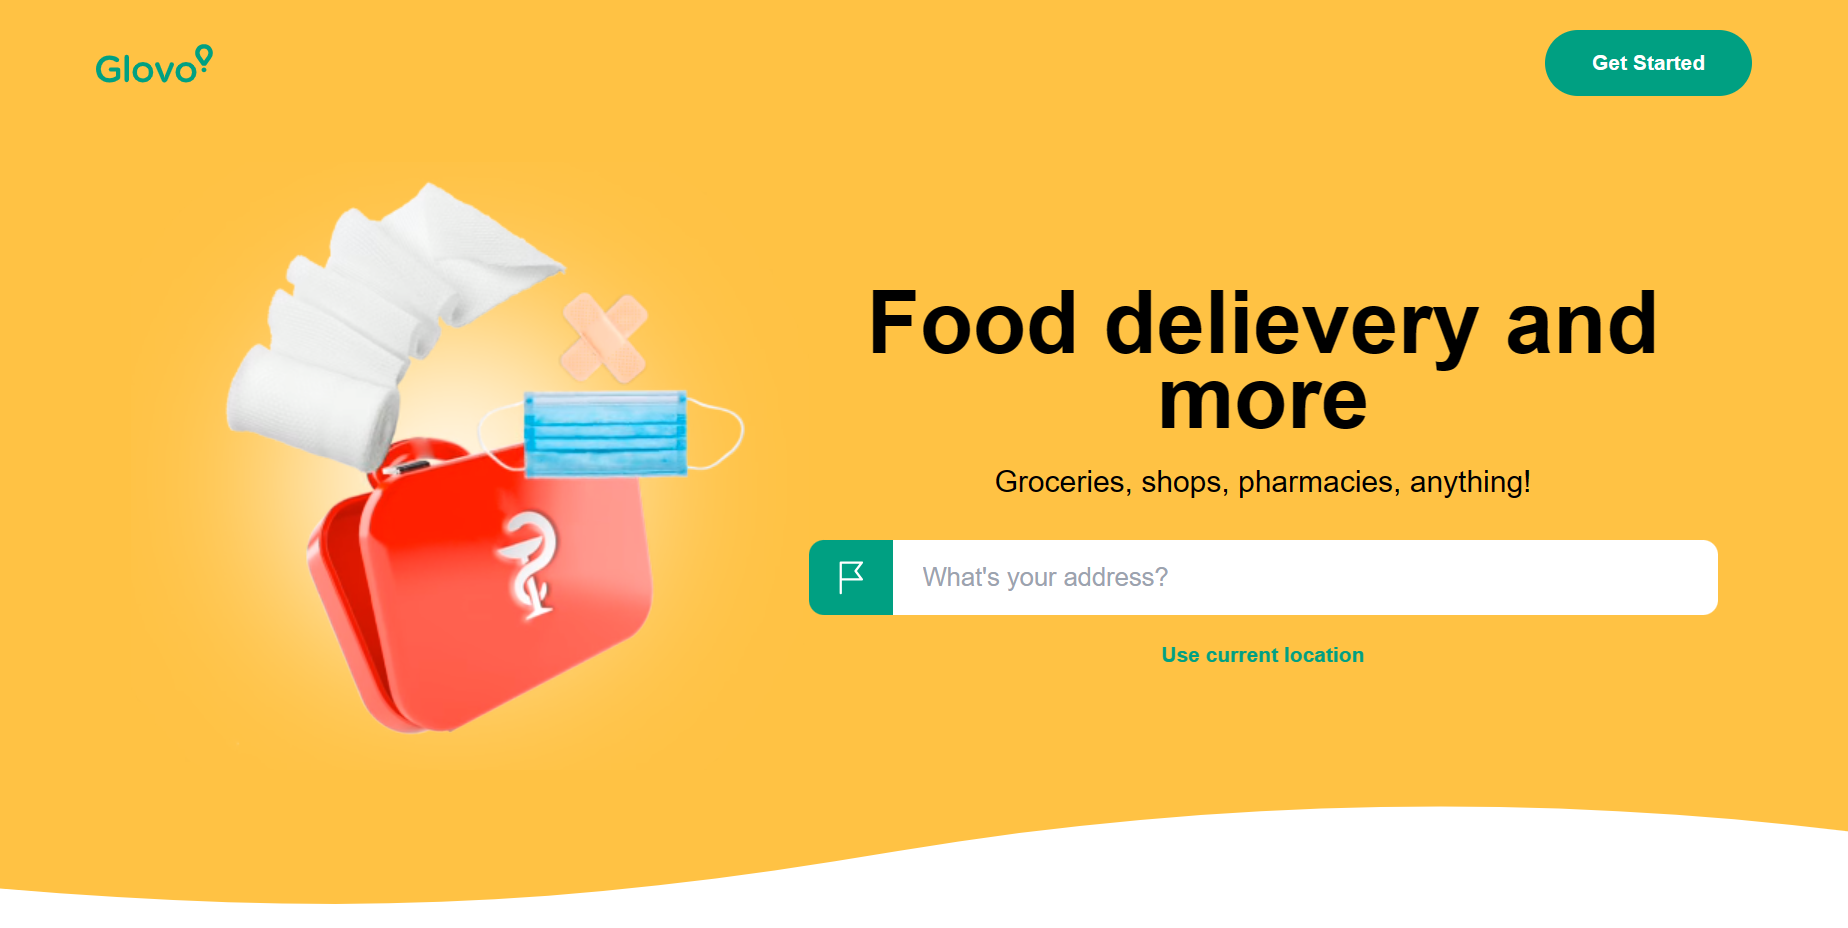 Glovo
Get Started
Food delievery and
more
Groceries, shops, pharmacies, anything!
What's your address?
Use current location